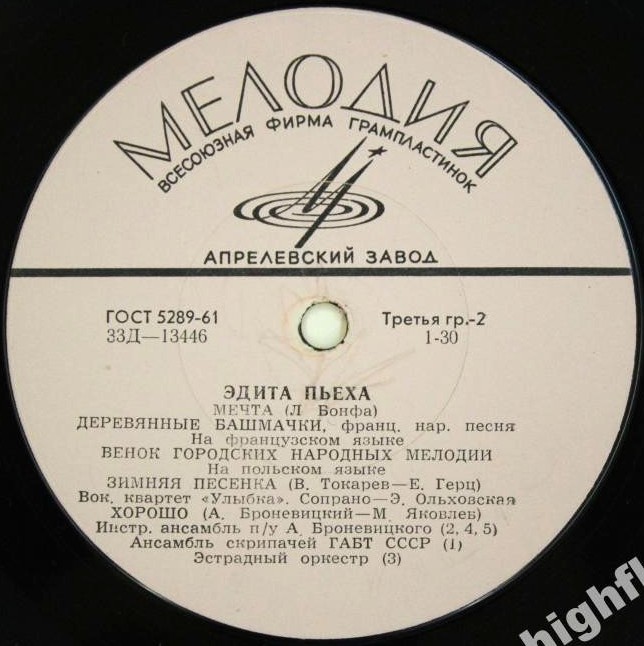 МЕЛОДИЯ
ВСЕСОЮЗНАЯ ФИРМА ГРАМПЛАСТИНОК
АПРЕЛЕВСКИЙ ЗАВОД
ГОСТ 5289-61
Третья гр.-2
33Д—13446
1-30
ЭДИТА ПЬЕХА
МЕЧТА (Л Бонфа)
ДЕРЕВЯННЫЕ БАШМАЧКИ, франц. нар. песня
На французском языке
ВЕНОК ГОРОДСКИХ НАРОДНЫХ МЕЛОДИИ
На польском языке
ЗИМНЯЯ ПЕСЕНКА (В. Токарев—Е. Герц)
Вок. квартет «Улыбка». Сопрано—Э. Ольховская
ХОРОШО (А. Броневицкий—М Яковлев)
Инстр. ансамбль п/у А. Броневицкого (2, 4, 5)
Ансамбль скрипачей ГАБТ СССР (1)
Эстрадный оркестр (3)